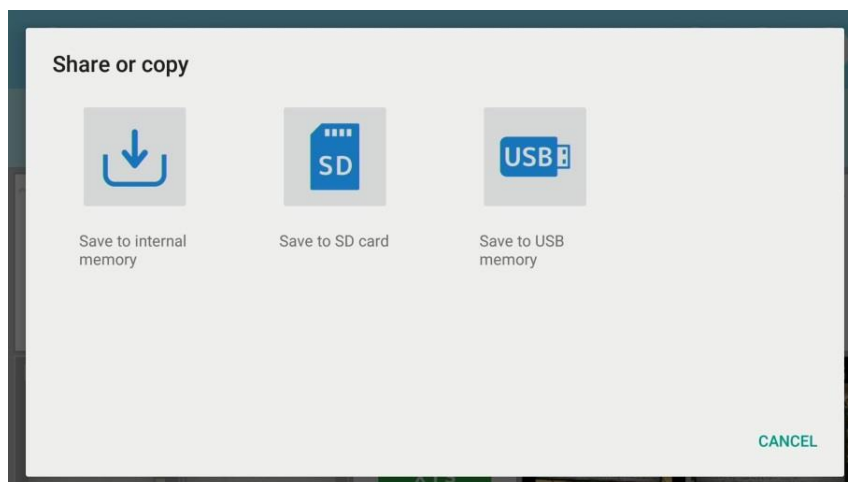 Share or copy
SD
USB
Save to internal
memory
Save to SD card
Save to USB
memory
CANCEL